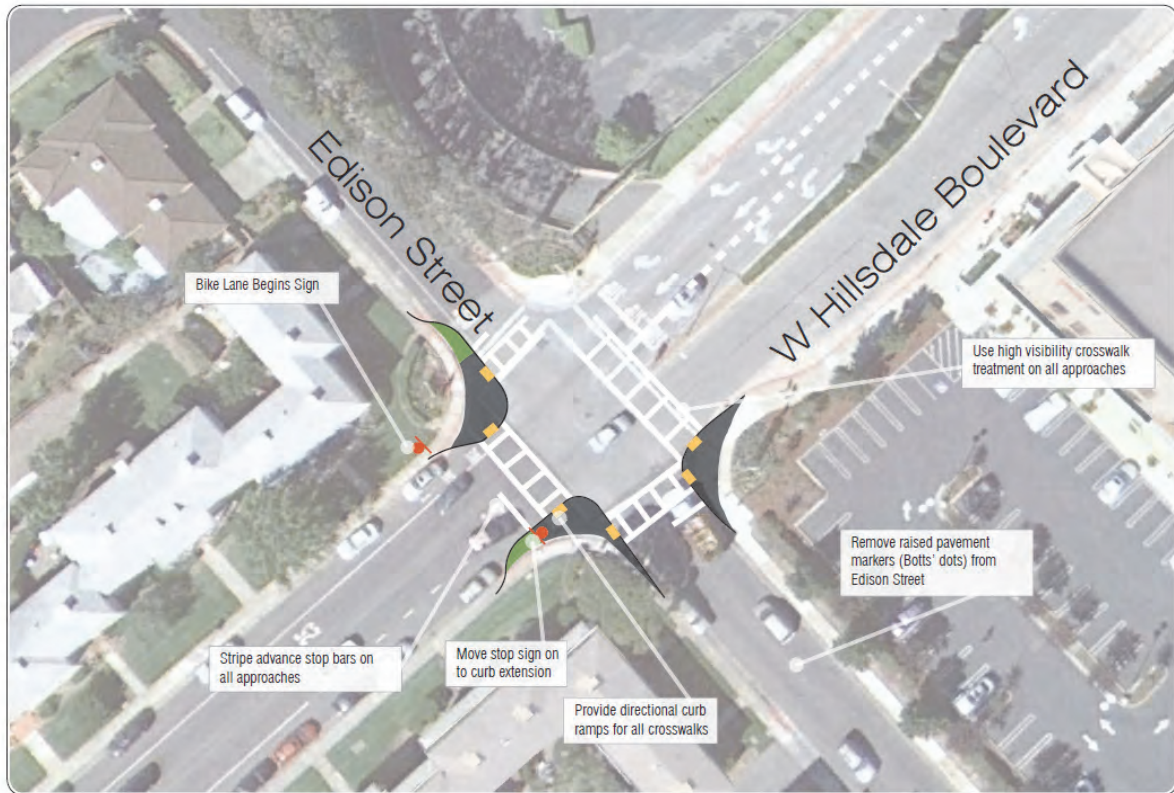 Edison Street
W Hillsdale Boulevard
Bike Lane Begins Sign
Use high visibility crosswalk
treatment on all approaches
Remove raised pavement
markers (Botts' dots) from
Edison Street
Stripe advance stop bars on
all approaches
Move stop sign on
to curb extension
Provide directional curb
ramps for all crosswalks